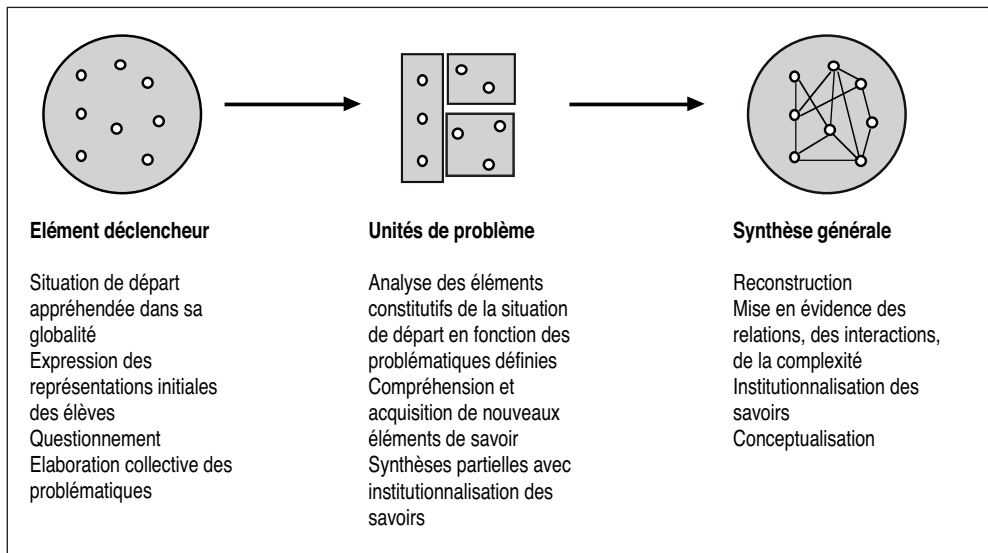 Elément déclencheur
Situation de départ
appréhendée dans sa
globalité
Expression des
représentations initiales
des élèves
Questionnement
Elaboration collective des
problématiques
Unités de problème
Analyse des éléments
constitutifs de la situation
de départ en fonction des
problématiques définies
Compréhension et
acquisition de nouveaux
éléments de savoir
Synthèses partielles avec
institutionnalisation des
savoirs
Synthèse générale
Reconstruction
Mise en évidence des
relations, des interactions,
de la complexité
Institutionnalisation des
savoirs
Conceptualisation